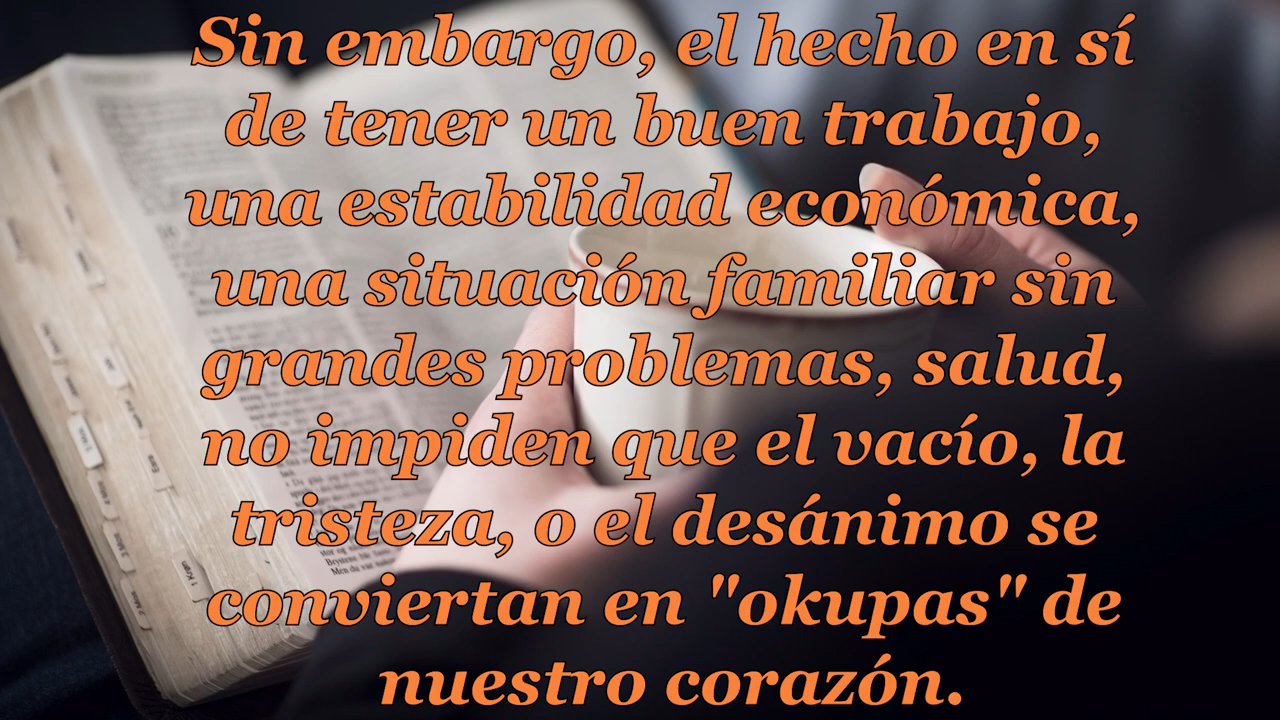 Sin embargo, el hecho en sí
de tener un buen trabajo,
una estabilidad económica,
una situación familiar sin
grandes problemas, salud,
no impiden que el vacío, la
tristeza, o el desánimo se
conviertan en "okupas" de
nuestro corazón.